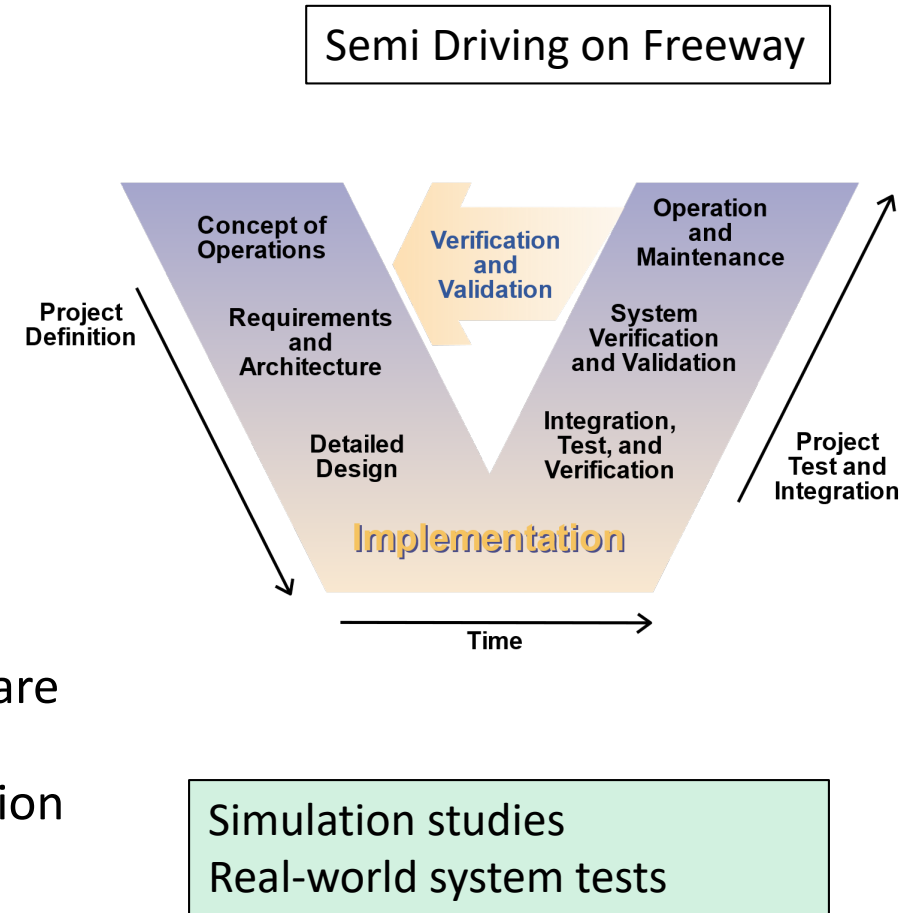 Semi Driving on Freeway
Concept of
Operations
Verification
and
Validation
Operation
and
Maintenance
Project
Definition
Requirements
and
Architecture
System
Verification
and Validation
Detailed
Design
Integration,
Test, and
Verification
Project
Test and
Integration
Implementation
Time
are
ion
Simulation studies
Real-world system tests